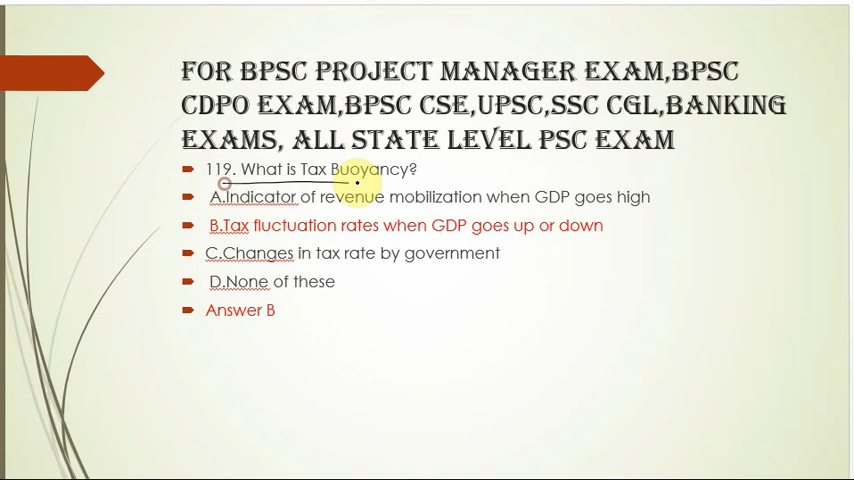 FOR BPSC PROJECT MANAGER EXAM,BPSC
CDPO EXAM,BPSC CSE,UPSC,SSC CGL,BANKING
EXAMS, ALL STATE LEVEL PSC EXAM
119. What is Tax Buoyancy?
A.Indicator of revenue mobilization when GDP goes high
B.Tax fluctuation rates when GDP goes up or down
C.Changes in tax rate by government
D.None of these
Answer B